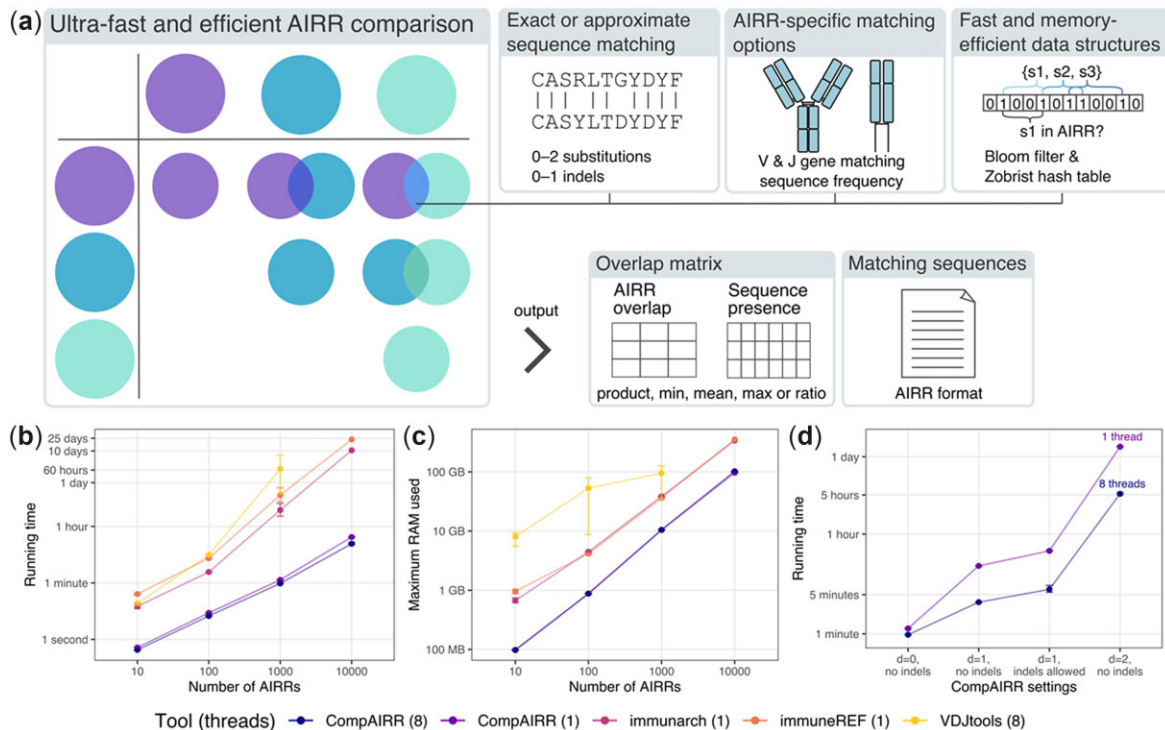 (a)
Ultra-fast and efficient AIRR comparison
Exact or approximate
sequence matching
CASRLTGYDYF
CASYLTDYDYF
0–2 substitutions
0–1 indels
AIRR-specific matching
options
V & J gene matching
sequence frequency
Fast and memory-
efficient data structures
{s1, s2, s3}
0 1 0 0 1 0 1 1 0 0 1 0
s1 in AIRR?
Bloom filter &
Zobrist hash table
output
Overlap matrix
AIRR
overlap
Sequence
presence
product, min, mean, max or ratio
Matching sequences
AIRR format
(b)
Running time
25 days
10 days
60 hours
1 day
1 hour
1 minute
1 second
10
100
1000
10000
Number of AIRRs
(c)
Maximum RAM used
100 GB
10 GB
1 GB
100 MB
10
100
1000
10000
Number of AIRRs
(d)
Running time
1 day
5 hours
1 hour
5 minutes
1 minute
1 thread
8 threads
d=0,
no indels
d=1,
no indels
d=1,
indels allowed
d=2,
no indels
CompAIRR settings
Tool (threads)
CompAIRR (8)
CompAIRR (1)
immunarch (1)
immuneREF (1)
VDJtools (8)